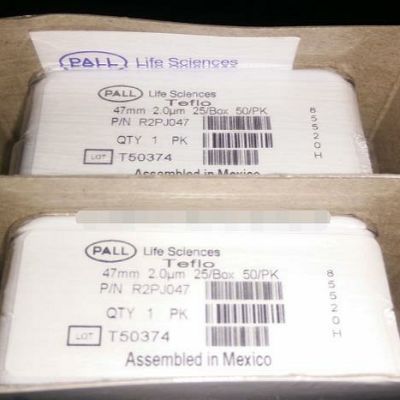 PALL Life Sciences
PALL Life Sciences
Teflo
47mm 2.0µm 25/Box 50/PK
P/N R2PJ047
QTY 1 PK
LOT T50374
Assembled in Mexico
85520H
PALL Life Sciences
Teflo
47mm 2.0µm 25/Box 50/PK
P/N R2PJ047
QTY 1 PK
LOT T50374
Assembled in Mexico
85520H